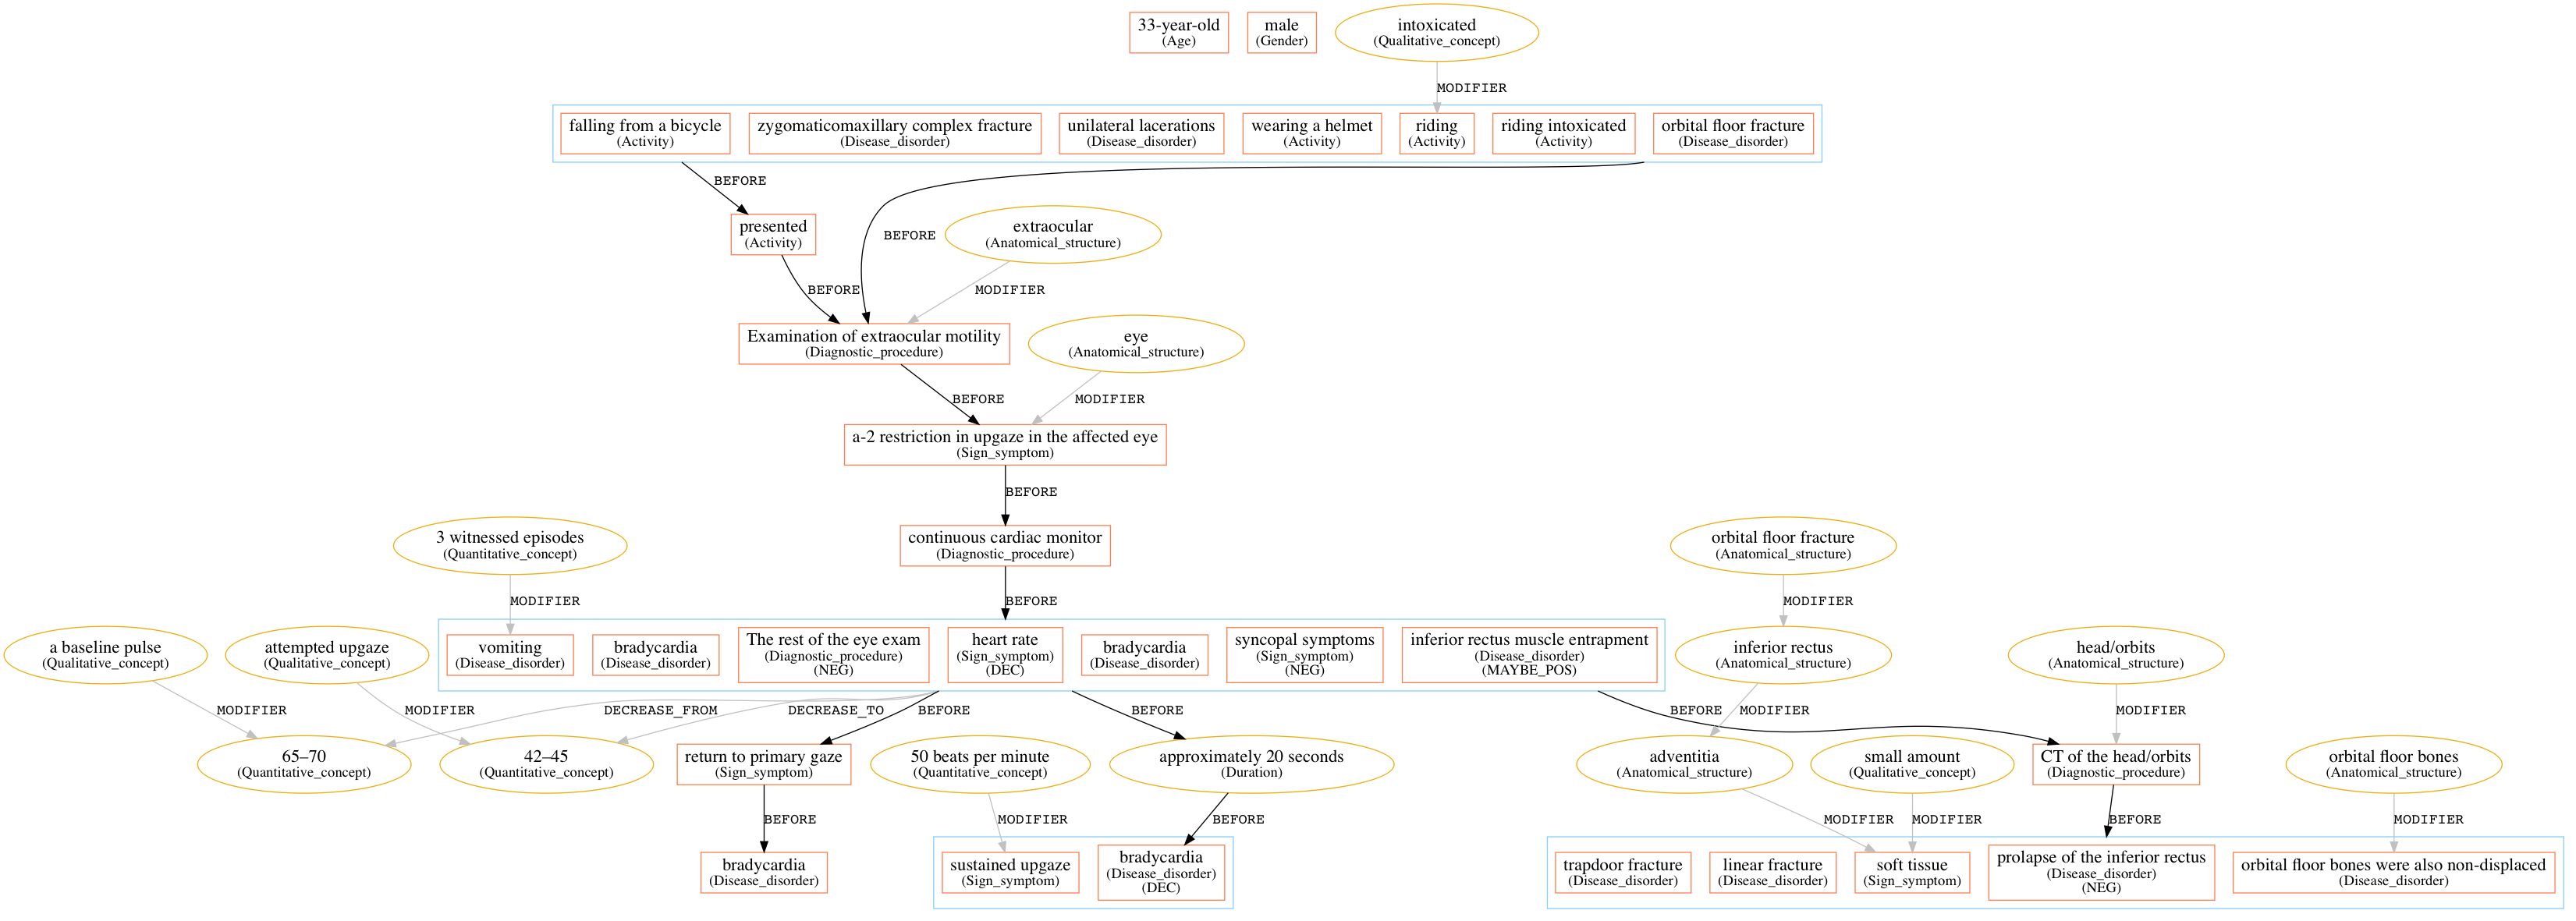 33-year-old
(Age)
male
(Gender)
intoxicated
(Qualitative_concept)
MODIFIER
falling from a bicycle
(Activity)
zygomaticomaxillary complex fracture
(Disease_disorder)
unilateral lacerations
(Disease_disorder)
wearing a helmet
(Activity)
riding
(Activity)
riding intoxicated
(Activity)
orbital floor fracture
(Disease_disorder)
BEFORE
presented
(Activity)
BEFORE
extraocular
(Anatomical_structure)
BEFORE
MODIFIER
Examination of extraocular motility
(Diagnostic_procedure)
eye
(Anatomical_structure)
BEFORE
MODIFIER
a-2 restriction in upgaze in the affected eye
(Sign_symptom)
BEFORE
3 witnessed episodes
(Quantitative_concept)
continuous cardiac monitor
(Diagnostic_procedure)
orbital floor fracture
(Anatomical_structure)
MODIFIER
BEFORE
MODIFIER
a baseline pulse
(Qualitative_concept)
attempted upgaze
(Qualitative_concept)
vomiting
(Disease_disorder)
bradycardia
(Disease_disorder)
The rest of the eye exam
(Diagnostic_procedure)
(NEG)
heart rate
(Sign_symptom)
(DEC)
bradycardia
(Disease_disorder)
syncopal symptoms
(Sign_symptom)
(NEG)
inferior rectus muscle entrapment
(Disease_disorder)
(MAYBE_POS)
inferior rectus
(Anatomical_structure)
head/orbits
(Anatomical_structure)
MODIFIER
MODIFIER
DECREASE_FROM
DECREASE_TO
BEFORE
BEFORE
BEFORE
MODIFIER
MODIFIER
65–70
(Quantitative_concept)
42–45
(Quantitative_concept)
return to primary gaze
(Sign_symptom)
50 beats per minute
(Quantitative_concept)
approximately 20 seconds
(Duration)
adventitia
(Anatomical_structure)
small amount
(Qualitative_concept)
CT of the head/orbits
(Diagnostic_procedure)
orbital floor bones
(Anatomical_structure)
BEFORE
MODIFIER
BEFORE
MODIFIER
MODIFIER
BEFORE
MODIFIER
bradycardia
(Disease_disorder)
sustained upgaze
(Sign_symptom)
bradycardia
(Disease_disorder)
(DEC)
trapdoor fracture
(Disease_disorder)
linear fracture
(Disease_disorder)
soft tissue
(Sign_symptom)
prolapse of the inferior rectus
(Disease_disorder)
(NEG)
orbital floor bones were also non-displaced
(Disease_disorder)